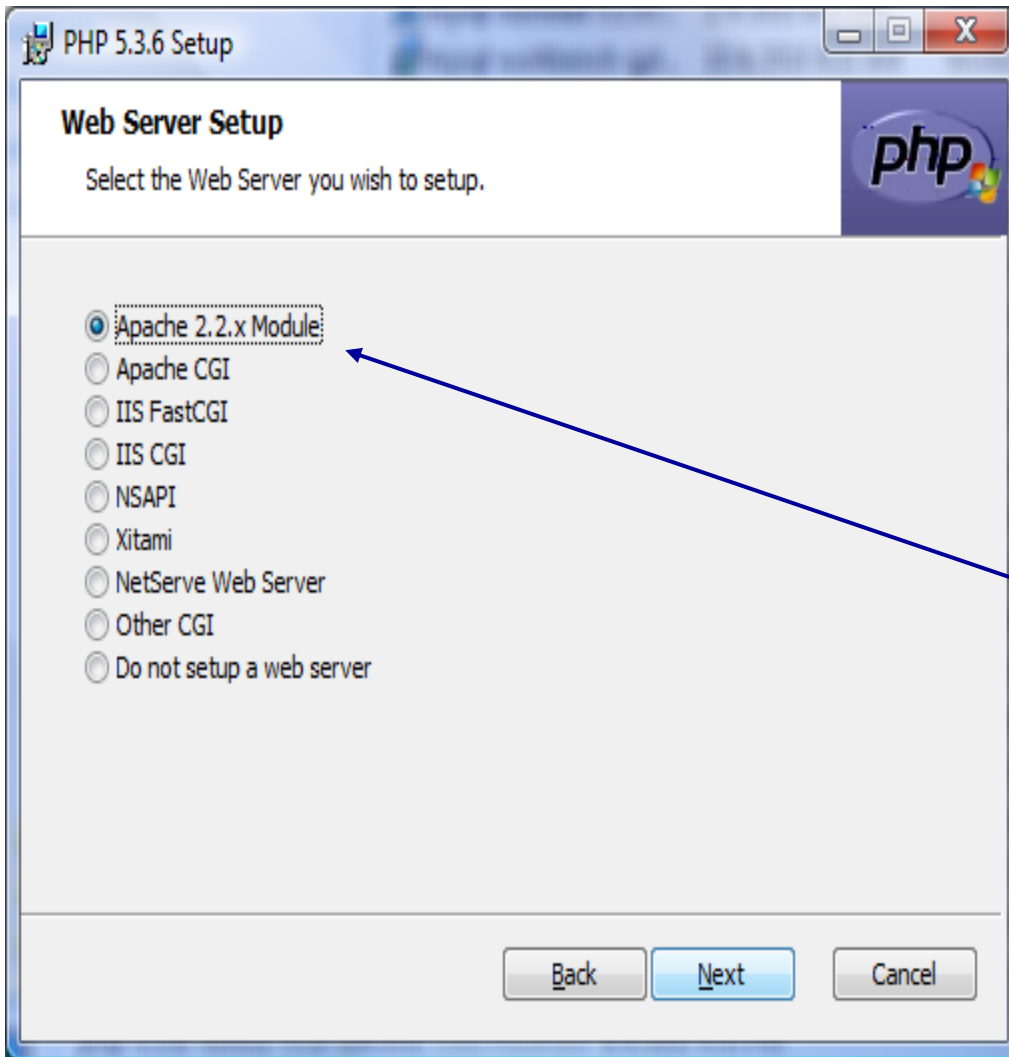 PHP 5.3.6 Setup
X
Web Server Setup
Select the Web Server you wish to setup.
php
Apache 2.2.x Module
Apache CGI
IIS FastCGI
IIS CGI
NSAPI
Xitami
NetServe Web Server
Other CGI
Do not setup a web server
Back Next Cancel